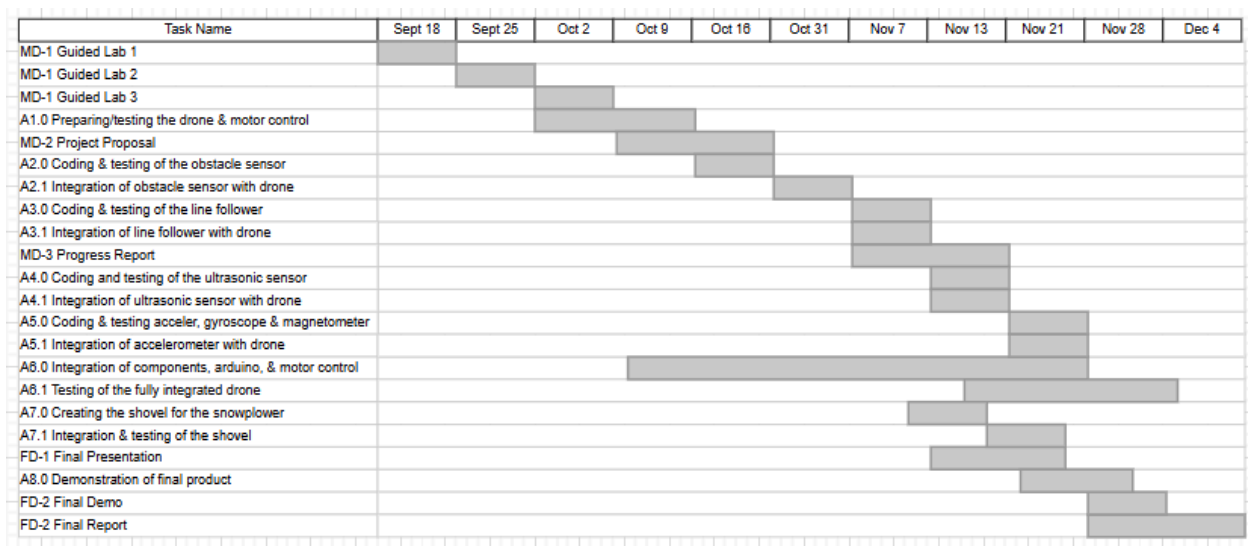 Task Name Sept 18 Sept 25 Oct 2 Oct 9 Oct 16 Oct 31 Nov 7 Nov 13 Nov 21 Nov 28 Dec 4
MD-1 Guided Lab 1
MD-1 Guided Lab 2
MD-1 Guided Lab 3
A1.0 Preparing/testing the drone & motor control
MD-2 Project Proposal
A2.0 Coding & testing of the obstacle sensor
A2.1 Integration of obstacle sensor with drone
A3.0 Coding & testing of the line follower
A3.1 Integration of line follower with drone
MD-3 Progress Report
A4.0 Coding and testing of the ultrasonic sensor
A4.1 Integration of ultrasonic sensor with drone
A5.0 Coding & testing acceler, gyroscope & magnetometer
A5.1 Integration of accelerometer with drone
A6.0 Integration of components, arduino, & motor control
A6.1 Testing of the fully integrated drone
A7.0 Creating the shovel for the snowplower
A7.1 Integration & testing of the shovel
FD-1 Final Presentation
A8.0 Demonstration of final product
FD-2 Final Demo
FD-2 Final Report